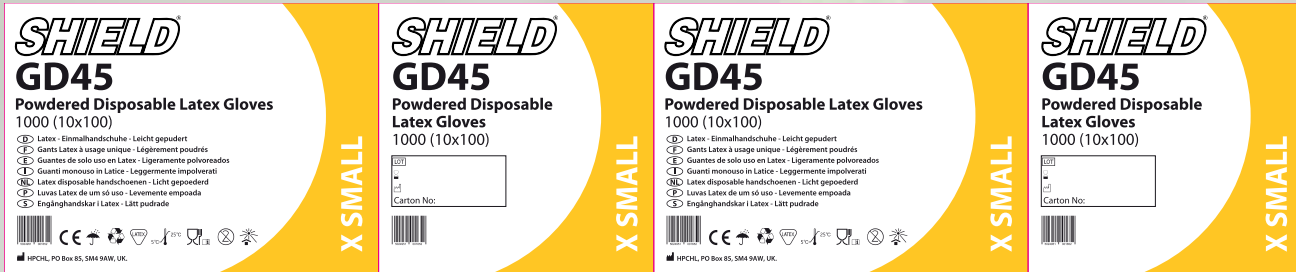 SHIELD®
GD45
Powdered Disposable Latex Gloves
1000 (10x100)
D Latex - Einmalhandschuhe - Leicht gepudert
F Gants Latex à usage unique - Légèrement poudrés
E Guantes de solo uso en Latex - Ligeramente polvoreados
I Guanti monouso in Latice - Leggermente impolverati
NL Latex disposable handschoenen - Licht gepoederd
P Luvas Latex de um só uso - Levemente empoada
S Engånghandskar i Latex - Lätt pudrade
CE LATEX 5°C 25°C 2
HPCHL, PO Box 85, SM4 9AW, UK.
X SMALL
SHIELD®
GD45
Powdered Disposable
Latex Gloves
1000 (10x100)
LOT
Carton No:
X SMALL
SHIELD®
GD45
Powdered Disposable Latex Gloves
1000 (10x100)
D Latex - Einmalhandschuhe - Leicht gepudert
F Gants Latex à usage unique - Légèrement poudrés
E Guantes de solo uso en Latex - Ligeramente polvoreados
I Guanti monouso in Latice - Leggermente impolverati
NL Latex disposable handschoenen - Licht gepoederd
P Luvas Latex de um só uso - Levemente empoada
S Engånghandskar i Latex - Lätt pudrade
CE LATEX 5°C 25°C 2
HPCHL, PO Box 85, SM4 9AW, UK.
X SMALL
SHIELD®
GD45
Powdered Disposable
Latex Gloves
1000 (10x100)
LOT
Carton No:
X SMALL